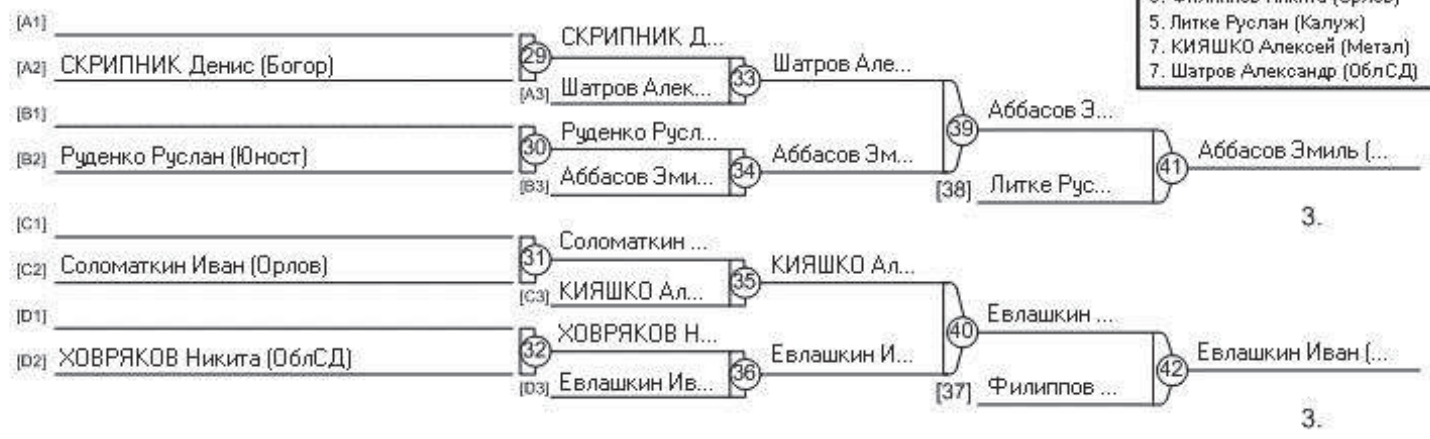 5. Литке Руслан (Калуж)
7. КИЯШКО Алексей (Метал)
7. Шатров Александр (ОблСД)
[A1]
[A2] СКРИПНИК Денис (Богор)
29
СКРИПНИК Д...
[A3] Шатров Алек...
33
Шатров Але...
[B1]
[B2] Руденко Руслан (Юност)
30
Руденко Русл...
[B3] Аббасов Эми...
34
Аббасов Эм...
39
Аббасов Э...
[38] Литке Рус...
41
Аббасов Эмиль (...
3.
[C1]
[C2] Соломаткин Иван (Орлов)
31
Соломаткин ...
[C3] КИЯШКО Ал...
35
КИЯШКО Ал...
[D1]
[D2] ХОВРЯКОВ Никита (ОблСД)
32
ХОВРЯКОВ Н...
[D3] Евлашкин Ив...
36
Евлашкин И...
40
Евлашкин ...
[37] Филиппов ...
42
Евлашкин Иван (...
3.